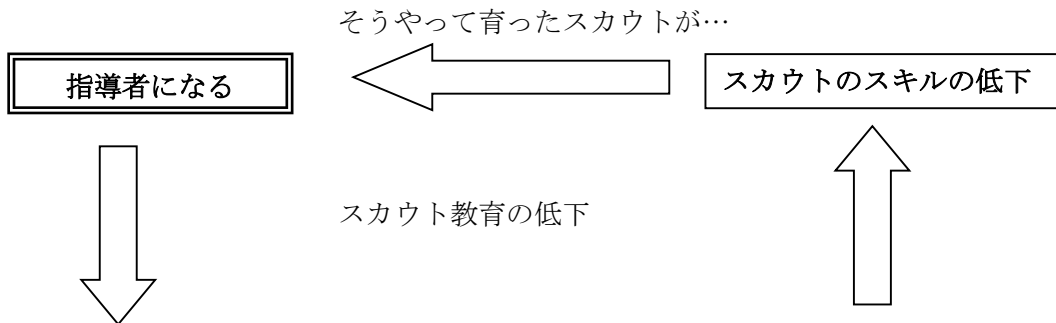 そうやって育ったスカウトが…
指導者になる
スカウトのスキルの低下
スカウト教育の低下